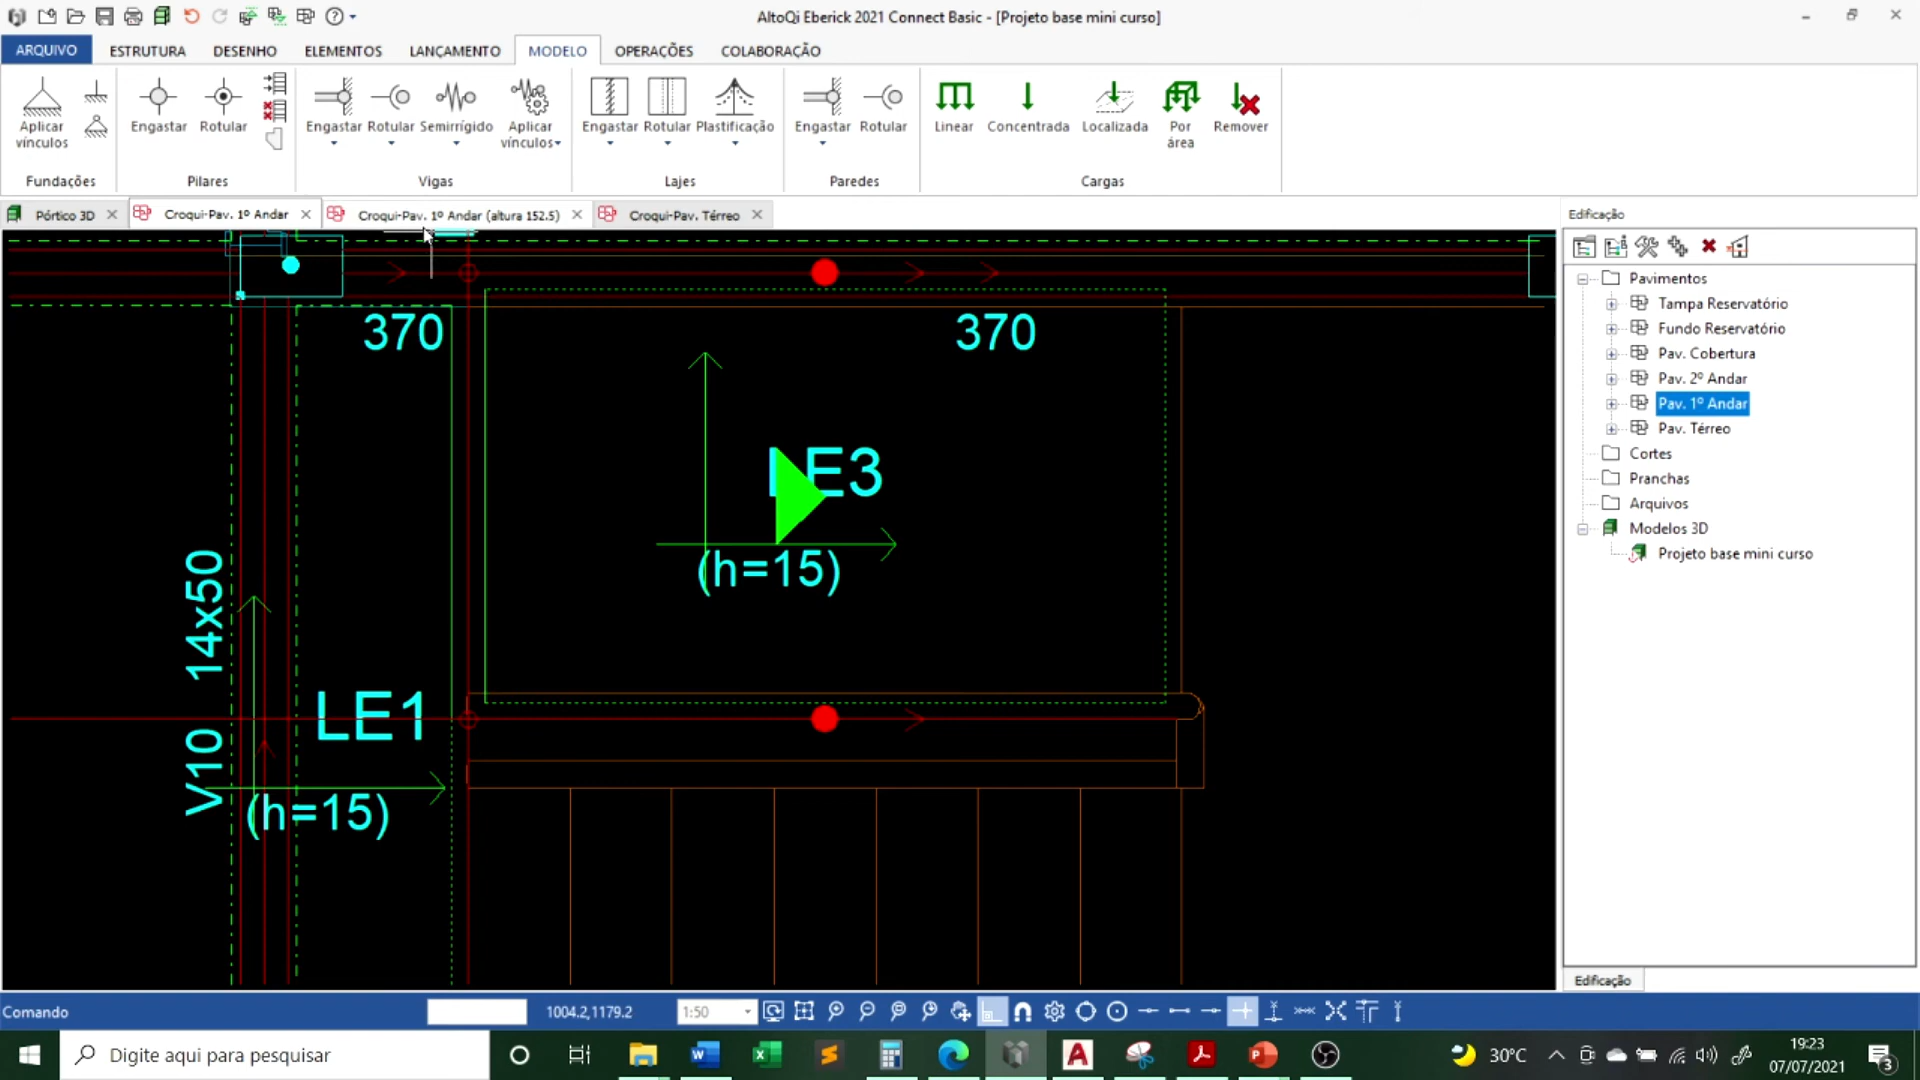 AltoQi Eberick 2021 Connect Basic - [Projeto base mini curso]
ARQUIVO ESTRUTURA DESENHO ELEMENTOS LANÇAMENTO MODELO OPERAÇÕES COLABORAÇÃO
Aplicar vínculos Engastar Rotular Engastar Rotular Semirrígido Aplicar vínculos Engastar Rotular Plastificação Engastar Rotular Linear Concentrada Localizada Por área Remover
Fundações Pilares Vigas Lajes Paredes Cargas
Pórtico 3D Croqui-Pav. 1º Andar Croqui-Pav. 1º Andar (altura 152.5) Croqui-Pav. Térreo
Edificação
Pavimentos
Tampa Reservatório
Fundo Reservatório
Pav. Cobertura
Pav. 2º Andar
Pav. 1º Andar
Pav. Térreo
Cortes
Pranchas
Arquivos
Modelos 3D
Projeto base mini curso
Edificação
370 370
LE3
(h=15)
V10 14x50
LE1
(h=15)
Comando 1004.2,1179.2 1:50
Digite aqui para pesquisar
30°C
19:23
07/07/2021
3